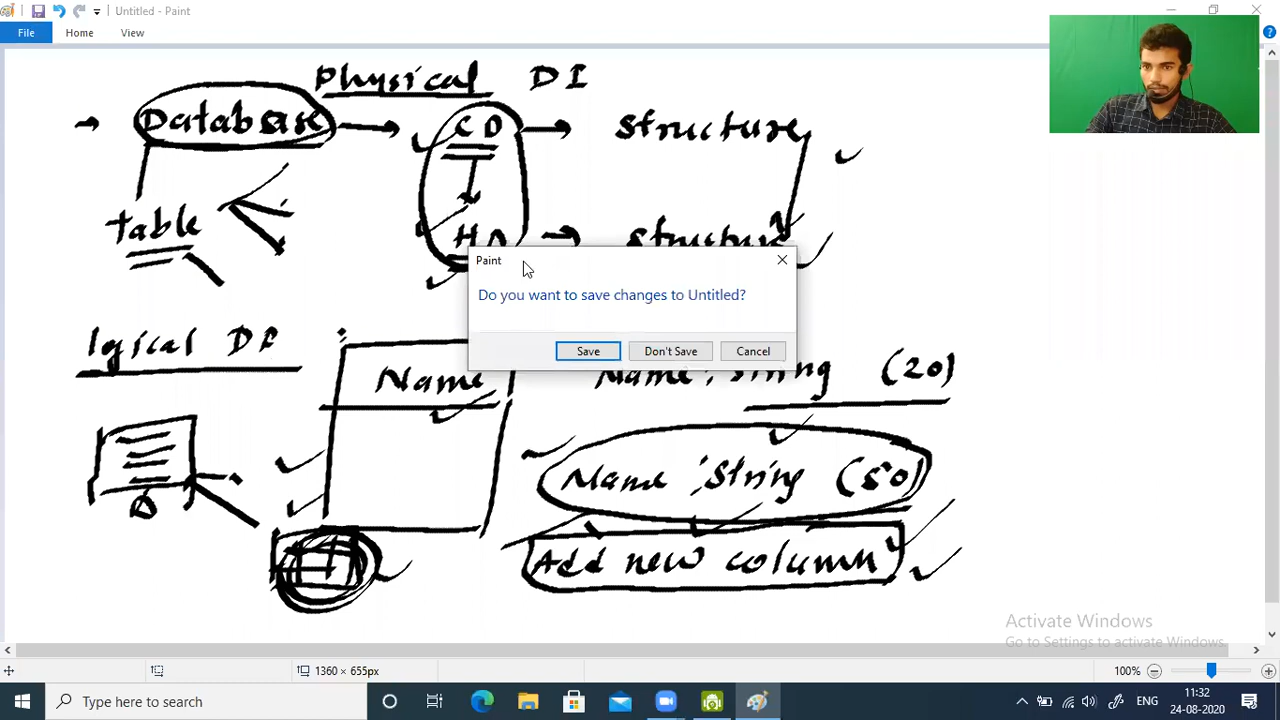 Untitled - Paint
File Home View
Physical DI
Database CD Structure
table HD Structure
Paint
Do you want to save changes to Untitled?
Save Don't Save Cancel
logical DI
Name Name : String (20)
Name : String (50)
Add new column
Activate Windows
Go to Settings to activate Windows.
1360 × 655px 100%
Type here to search
ENG
11:32
24-08-2020